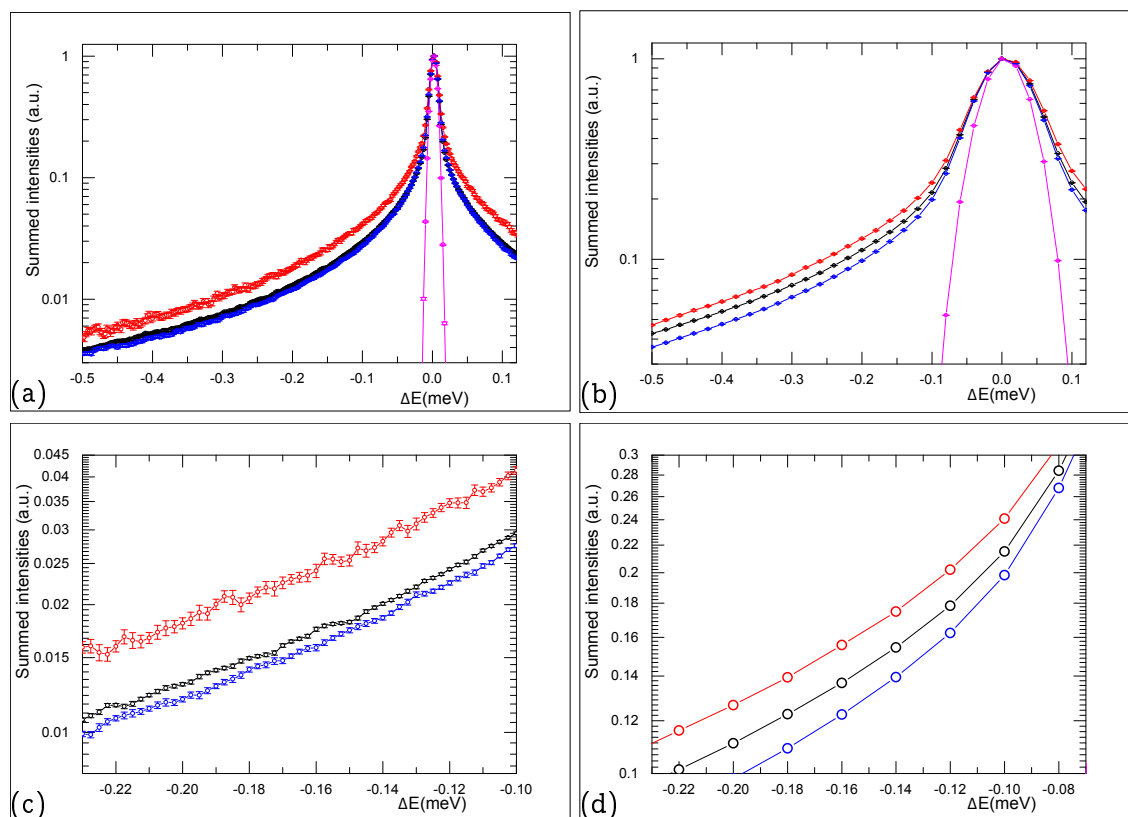 1
0.1
0.01
Summed intensities (a.u.)
-0.5 -0.4 -0.3 -0.2 -0.1 0.0 0.1
ΔE(meV)
(a)
1
0.1
Summed intensities (a.u.)
-0.5 -0.4 -0.3 -0.2 -0.1 0.0 0.1
ΔE(meV)
(b)
0.045
0.04
0.03
0.025
0.02
0.015
0.01
Summed intensities (a.u.)
-0.22 -0.20 -0.18 -0.16 -0.14 -0.12 -0.10
ΔE(meV)
(c)
0.3
0.28
0.26
0.24
0.22
0.2
0.18
0.16
0.14
0.12
0.1
Summed intensities (a.u.)
-0.22 -0.20 -0.18 -0.16 -0.14 -0.12 -0.10 -0.08
ΔE(meV)
(d)